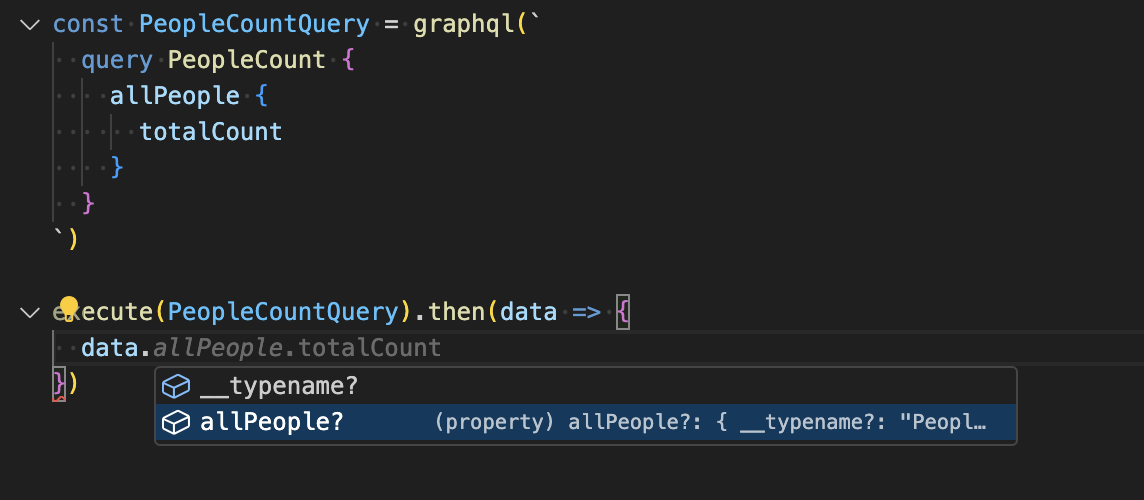 const PeopleCountQuery = graphql(`
query PeopleCount {
allPeople {
totalCount
}
}
`)
execute(PeopleCountQuery).then(data => {
data.allPeople.totalCount
})
__typename?
allPeople? (property) allPeople?: { __typename?: "Peopl…